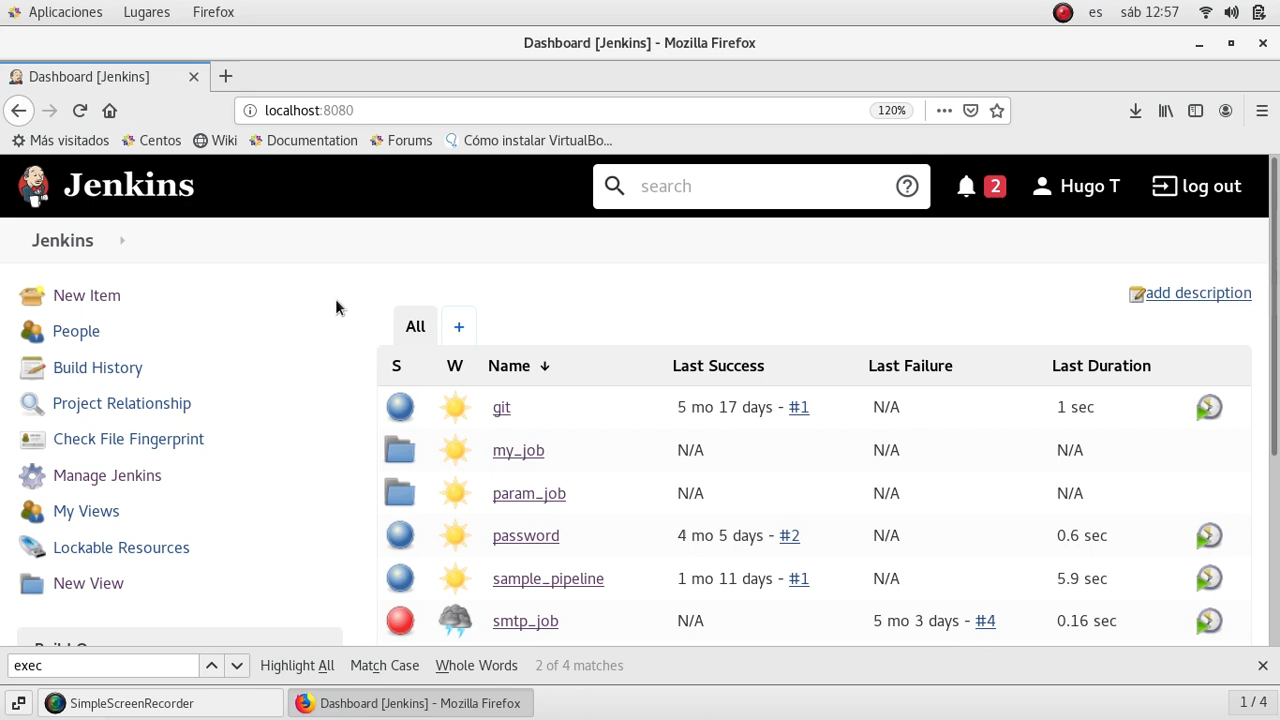 Aplicaciones Lugares Firefox es sáb 12:57
Dashboard [Jenkins] - Mozilla Firefox
Dashboard [Jenkins]
localhost:8080 120%
Más visitados Centos Wiki Documentation Forums Cómo instalar VirtualBo...
Jenkins search 2 Hugo T log out
Jenkins
add description
New Item
People
Build History
Project Relationship
Check File Fingerprint
Manage Jenkins
My Views
Lockable Resources
New View
All +
S W Name ↓ Last Success Last Failure Last Duration
git 5 mo 17 days - #1 N/A 1 sec
my_job N/A N/A N/A
param_job N/A N/A N/A
password 4 mo 5 days - #2 N/A 0.6 sec
sample_pipeline 1 mo 11 days - #1 N/A 5.9 sec
smtp_job N/A 5 mo 3 days - #4 0.16 sec
exec Highlight All Match Case Whole Words 2 of 4 matches
SimpleScreenRecorder Dashboard [Jenkins] - Mozilla Firefox 1 / 4